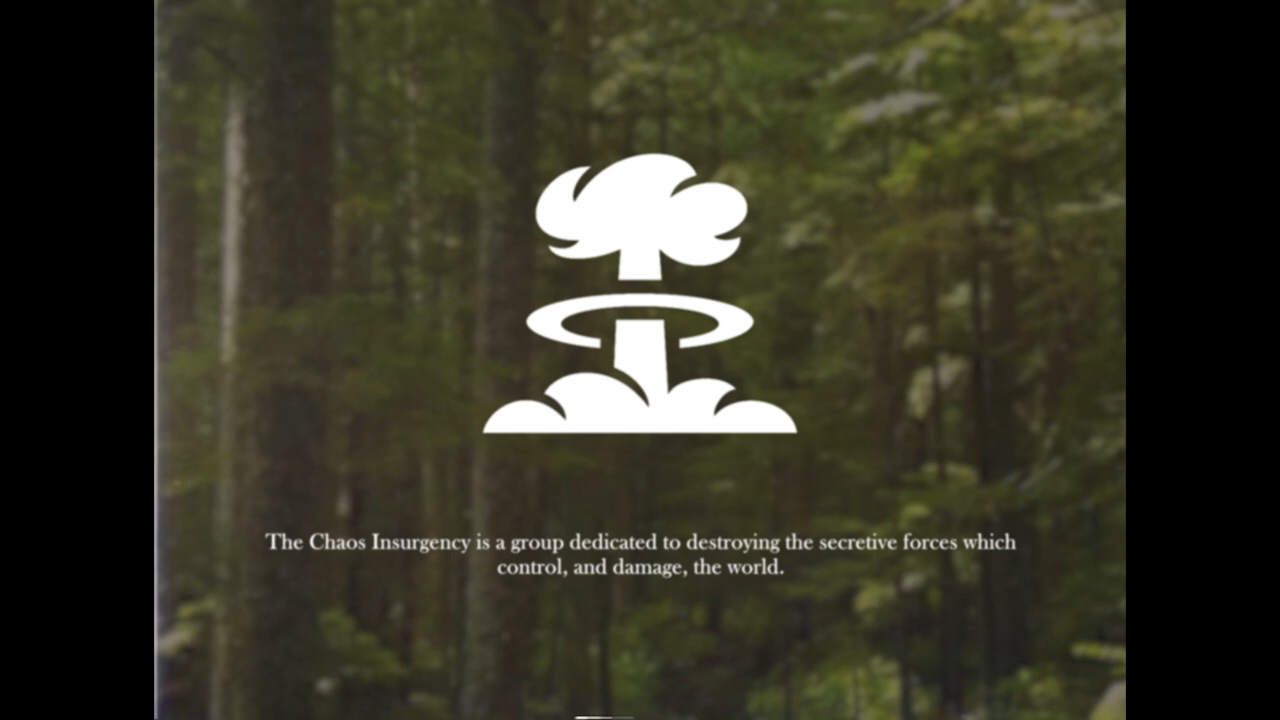 The Chaos Insurgency is a group dedicated to destroying the secretive forces which
control, and damage, the world.